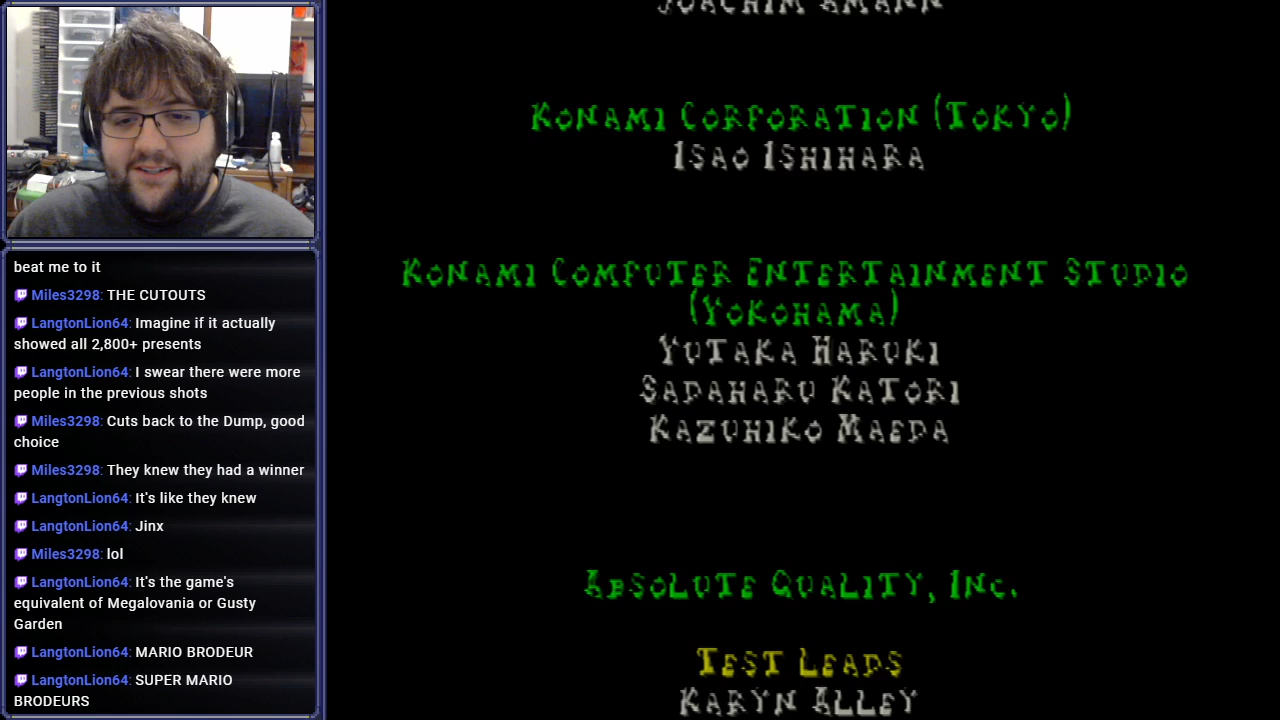 beat me to it
Miles3298: THE CUTOUTS
LangtonLion64: Imagine if it actually
showed all 2,800+ presents
LangtonLion64: I swear there were more
people in the previous shots
Miles3298: Cuts back to the Dump, good
choice
Miles3298: They knew they had a winner
LangtonLion64: It's like they knew
LangtonLion64: Jinx
Miles3298: lol
LangtonLion64: It's the game's
equivalent of Megalovania or Gusty
Garden
LangtonLion64: MARIO BRODEUR
LangtonLion64: SUPER MARIO
BRODEURS
JOACHIM AMANN
KONAMI CORPORATION (TOKYO)
ISAO ISHIHARA
KONAMI COMPUTER ENTERTAINMENT STUDIO
(YOKOHAMA)
YUTAKA HARUKI
SADAHARU KATORI
KAZUHIKO MAEDA
ABSOLUTE QUALITY, INC.
TEST LEADS
KARYN ALLEY